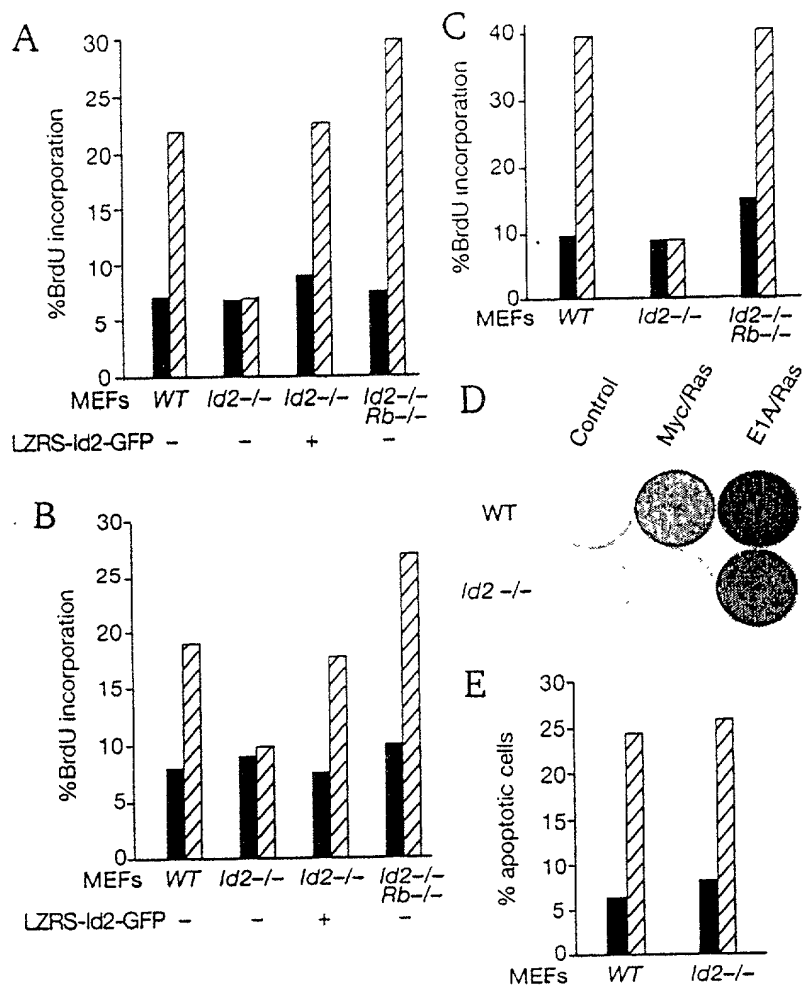 A
%BrdU incorporation
30
25
20
15
10
5
0
MEFs WT Id2–/– Id2–/– Id2–/–
Rb–/–
LZRS-Id2-GFP – – + –
B
%BrdU incorporation
30
25
20
15
10
5
0
MEFs WT Id2–/– Id2–/– Id2–/–
Rb–/–
LZRS-Id2-GFP – – + –
C
%BrdU incorporation
40
30
20
10
0
MEFs WT Id2–/– Id2–/–
Rb–/–
D
Control Myc/Ras E1A/Ras
WT
Id2 –/–
E
% apoptotic cells
30
25
20
15
10
5
0
MEFs WT Id2–/–